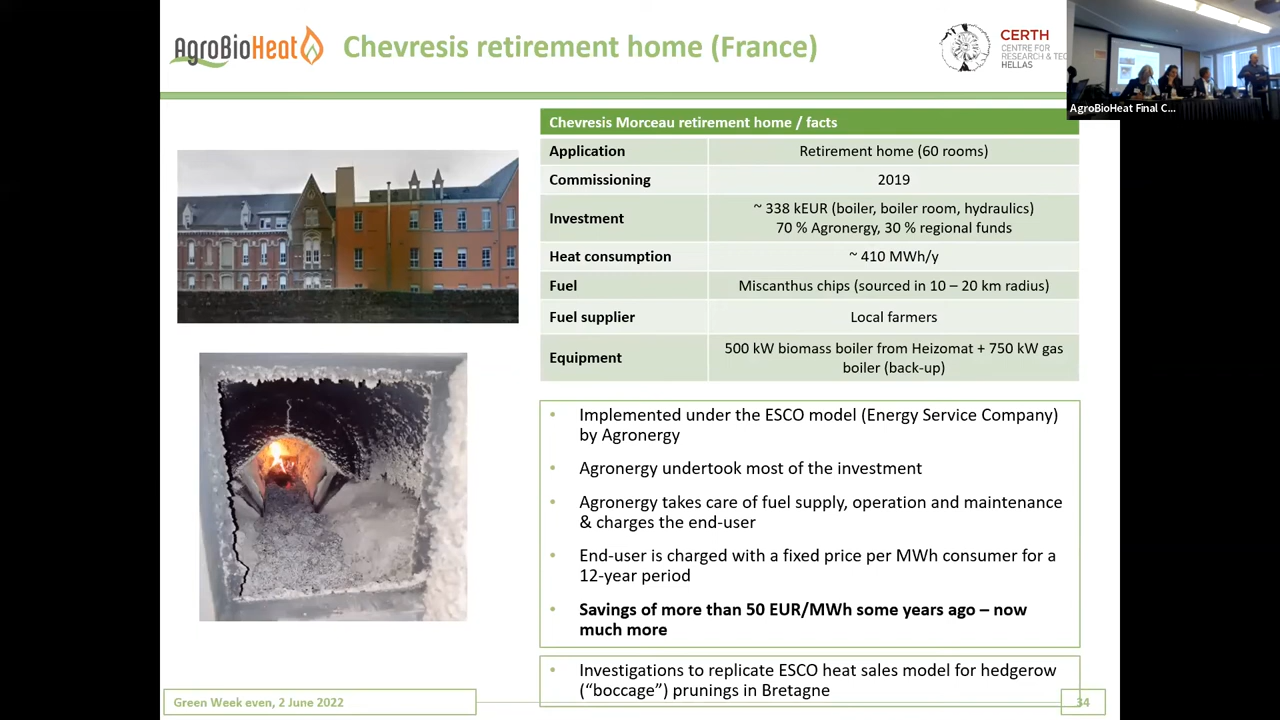 AgroBioHeat
Chevresis retirement home (France)
CERTH
CENTRE FOR
RESEARCH & TEC
HELLAS
AgroBioHeat Final C...
Chevresis Morceau retirement home / facts
Application
Retirement home (60 rooms)
Commissioning
2019
Investment
~ 338 kEUR (boiler, boiler room, hydraulics)
70 % Agronergy, 30 % regional funds
Heat consumption
~ 410 MWh/y
Fuel
Miscanthus chips (sourced in 10 – 20 km radius)
Fuel supplier
Local farmers
Equipment
500 kW biomass boiler from Heizomat + 750 kW gas
boiler (back-up)
• Implemented under the ESCO model (Energy Service Company)
by Agronergy
• Agronergy undertook most of the investment
• Agronergy takes care of fuel supply, operation and maintenance
& charges the end-user
• End-user is charged with a fixed price per MWh consumer for a
12-year period
• Savings of more than 50 EUR/MWh some years ago – now
much more
• Investigations to replicate ESCO heat sales model for hedgerow
(“boccage”) prunings in Bretagne
Green Week even, 2 June 2022
34